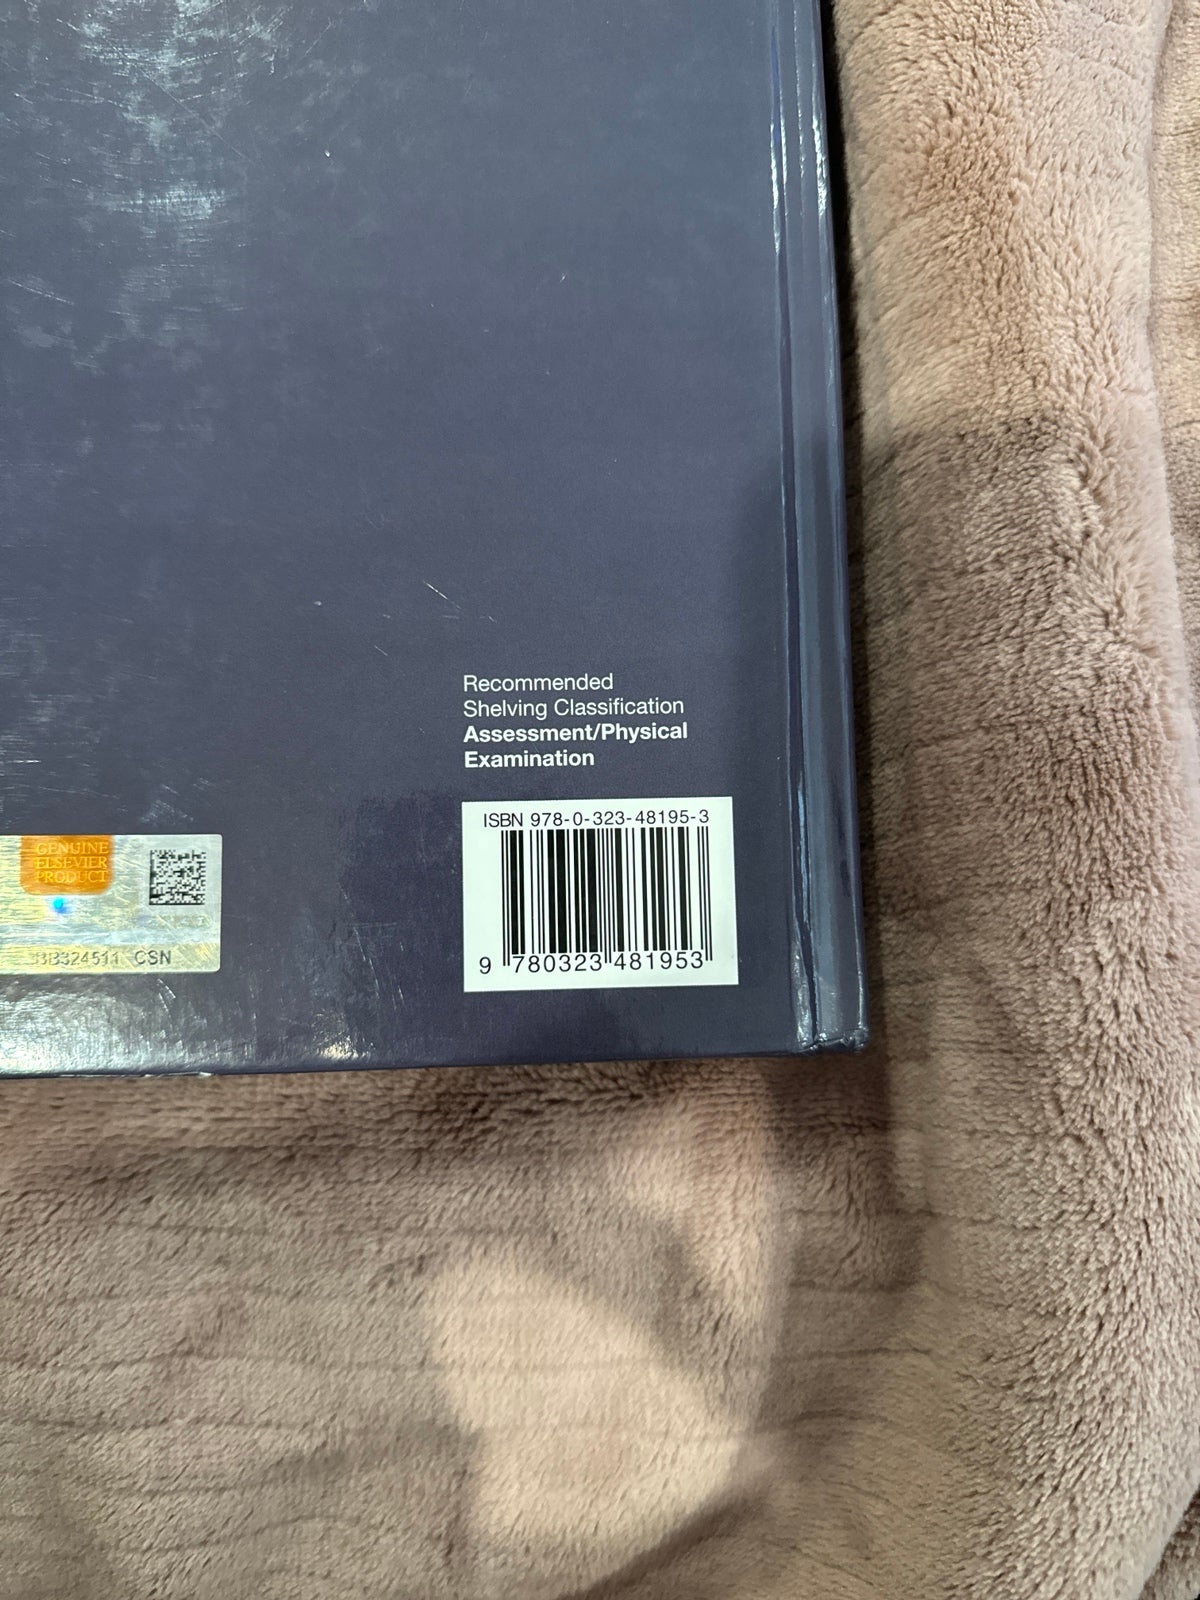 Recommended
Shelving Classification
Assessment/Physical
Examination
ISBN 978-0-323-48195-3
9 780323 481953
GENUINE
ELSEVIER
PRODUCT
CSN